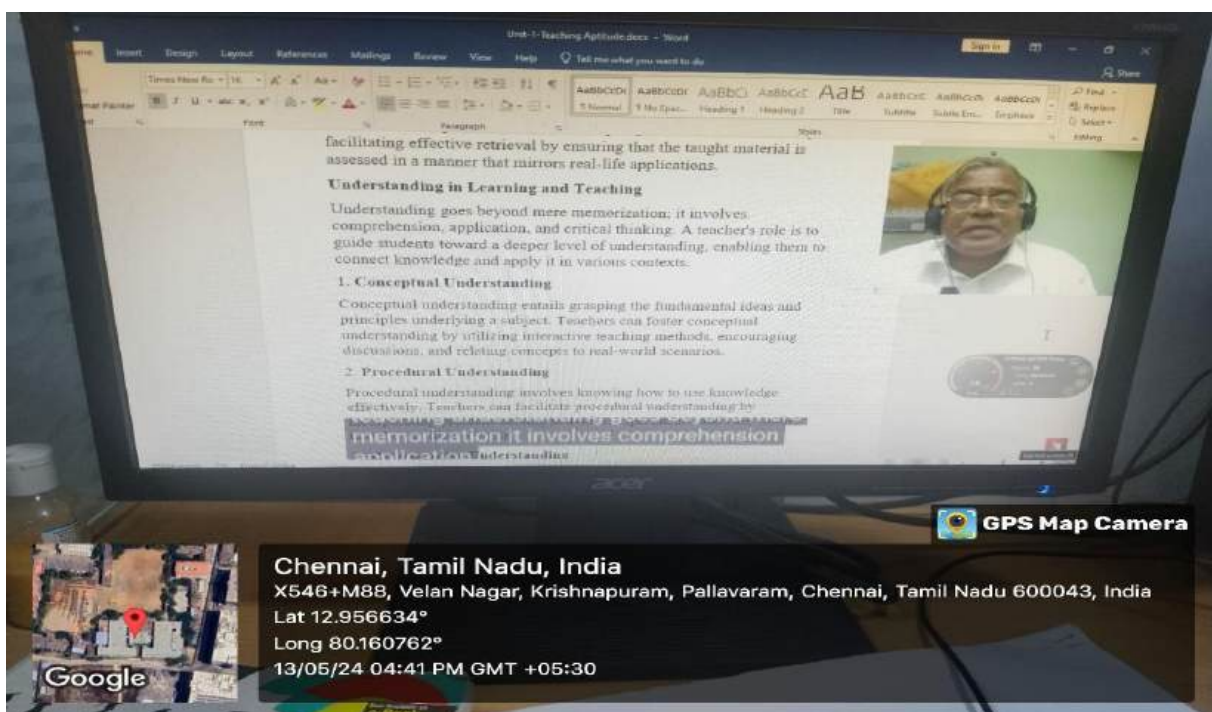 Unit-1-Teaching Aptitude.docx - Word
Sign in
Insert Design Layout References Mailings Review View Help Tell me what you want to do
Share
Times New Ro 16
Find
Replace
Select
AaBbCcDc AaBbCcDc AaBbCc AaBbCcC AaB AaBbCcC AaBbCcDc AaBbCcDc
1 Normal 1 No Spac... Heading 1 Heading 2 Title Subtitle Subtle Em... Emphasis
Font Paragraph Styles Editing
facilitating effective retrieval by ensuring that the taught material is
assessed in a manner that mirrors real-life applications.
Understanding in Learning and Teaching
Understanding goes beyond mere memorization; it involves
comprehension, application, and critical thinking. A teacher's role is to
guide students toward a deeper level of understanding, enabling them to
connect knowledge and apply it in various contexts.
1. Conceptual Understanding
Conceptual understanding entails grasping the fundamental ideas and
principles underlying a subject. Teachers can foster conceptual
understanding by utilizing interactive teaching methods, encouraging
discussions, and relating concepts to real-world scenarios.
2. Procedural Understanding
Procedural understanding involves knowing how to use knowledge
effectively. Teachers can facilitate procedural understanding by
teaching understanding goes beyond mere
memorization it involves comprehension
application understanding
acer
GPS Map Camera
Chennai, Tamil Nadu, India
X546+M88, Velan Nagar, Krishnapuram, Pallavaram, Chennai, Tamil Nadu 600043, India
Lat 12.956634°
Long 80.160762°
13/05/24 04:41 PM GMT +05:30
Google